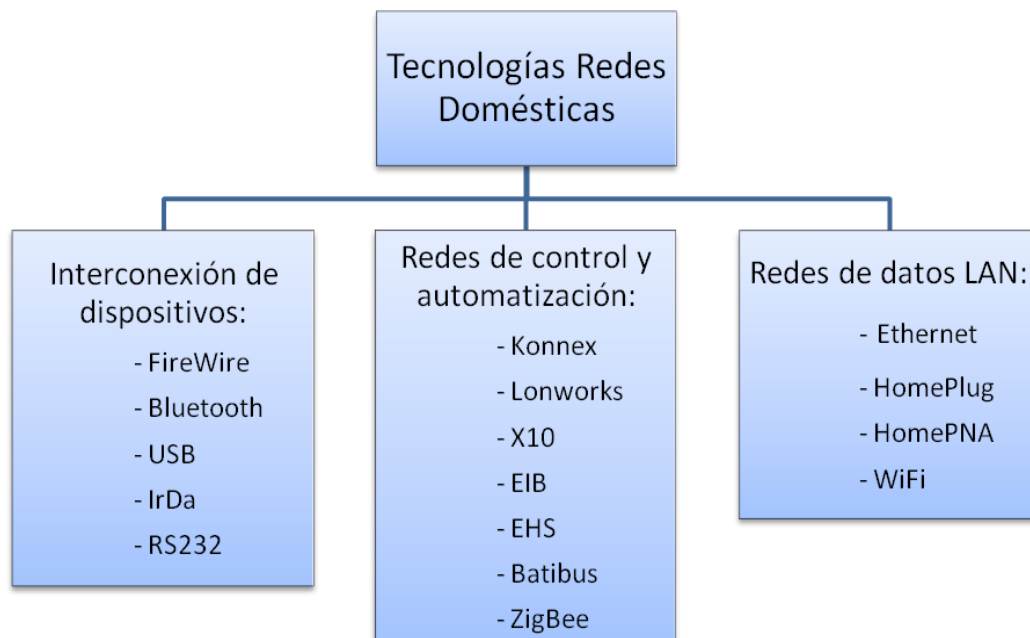 Tecnologías Redes
Domésticas
Interconexión de
dispositivos:
- FireWire
- Bluetooth
- USB
- IrDa
- RS232
Redes de control y
automatización:
- Konnex
- Lonworks
- X10
- EIB
- EHS
- Batibus
- ZigBee
Redes de datos LAN:
- Ethernet
- HomePlug
- HomePNA
- WiFi